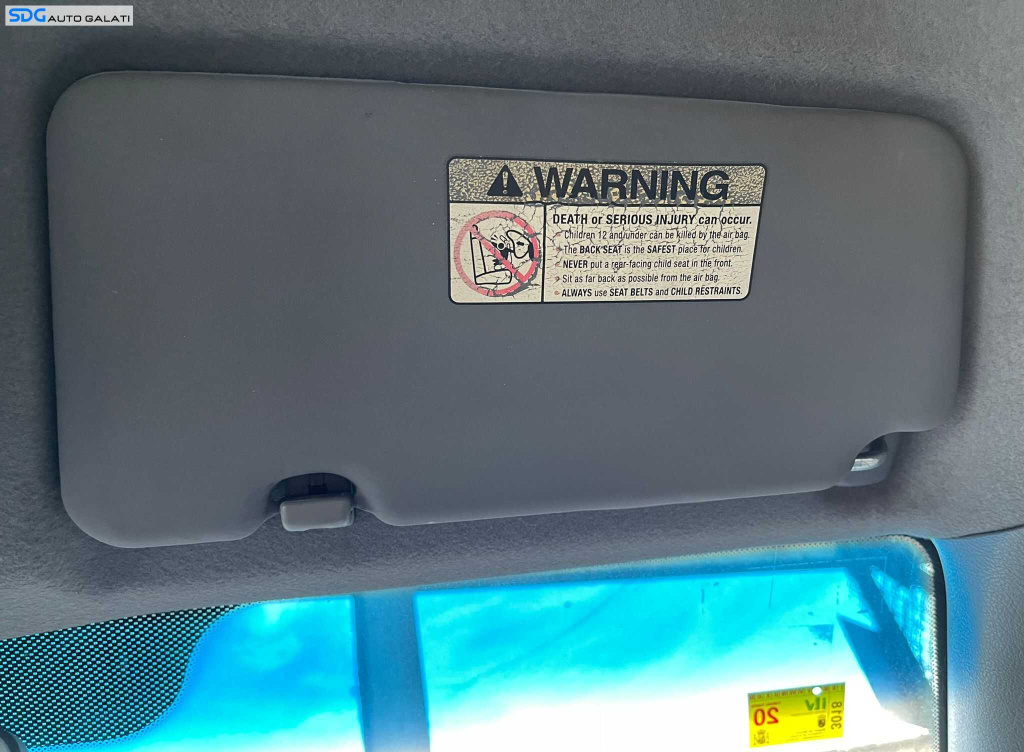 SDG AUTO GALATI
WARNING
DEATH or SERIOUS INJURY can occur.
Children 12 and under can be killed by the air bag.
The BACK SEAT is the SAFEST place for children.
NEVER put a rear-facing child seat in the front.
Sit as far back as possible from the air bag.
ALWAYS use SEAT BELTS and CHILD RESTRAINTS.
itv
20
3018